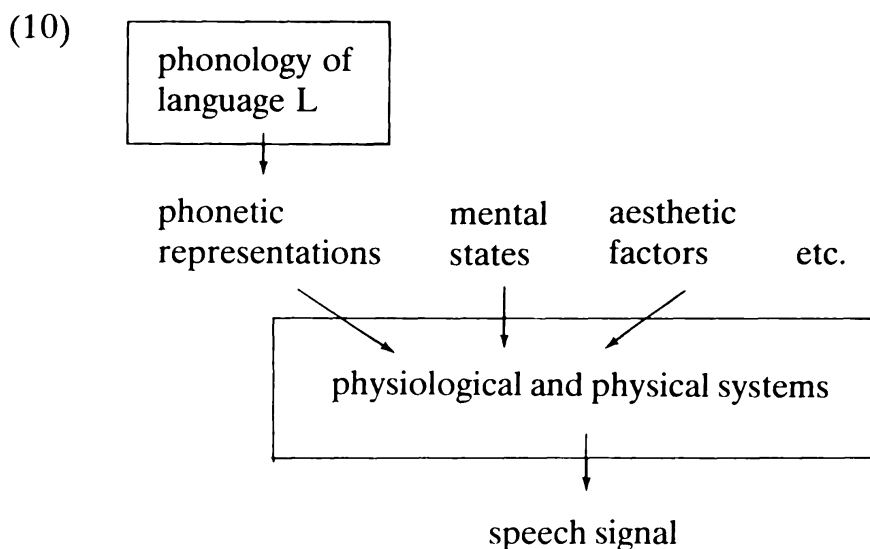 (10)
phonology of
language L
phonetic mental aesthetic
representations states factors etc.
physiological and physical systems
speech signal